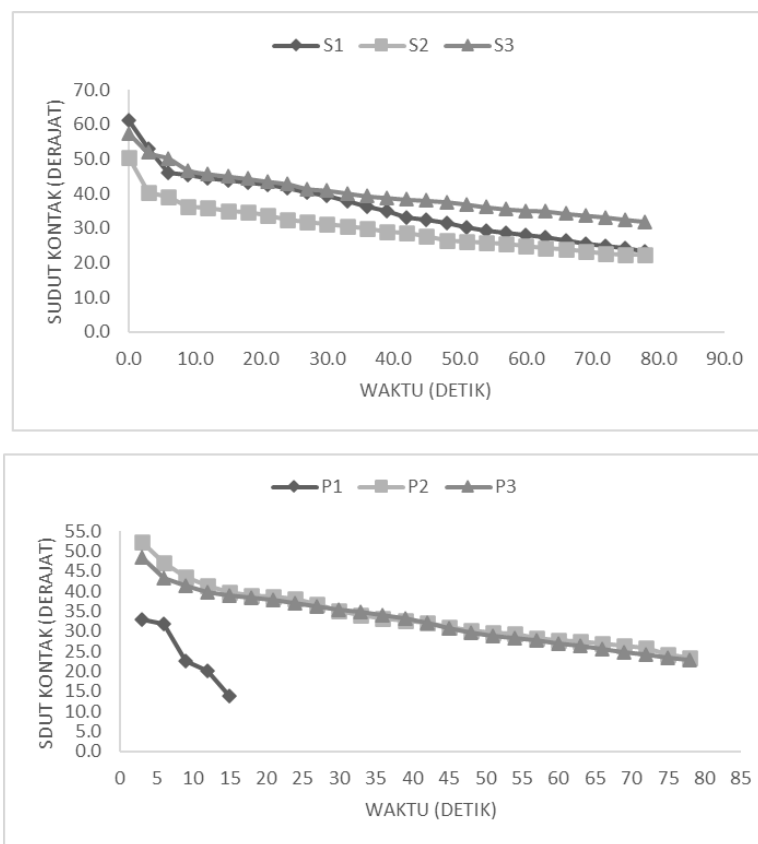 S1 S2 S3
70.0
60.0
50.0
40.0
30.0
20.0
10.0
0.0
SUDUT KONTAK (DERAJAT)
0.0 10.0 20.0 30.0 40.0 50.0 60.0 70.0 80.0 90.0
WAKTU (DETIK)
P1 P2 P3
55.0
50.0
45.0
40.0
35.0
30.0
25.0
20.0
15.0
10.0
5.0
0.0
SDUT KONTAK (DERAJAT)
0 5 10 15 20 25 30 35 40 45 50 55 60 65 70 75 80 85
WAKTU (DETIK)